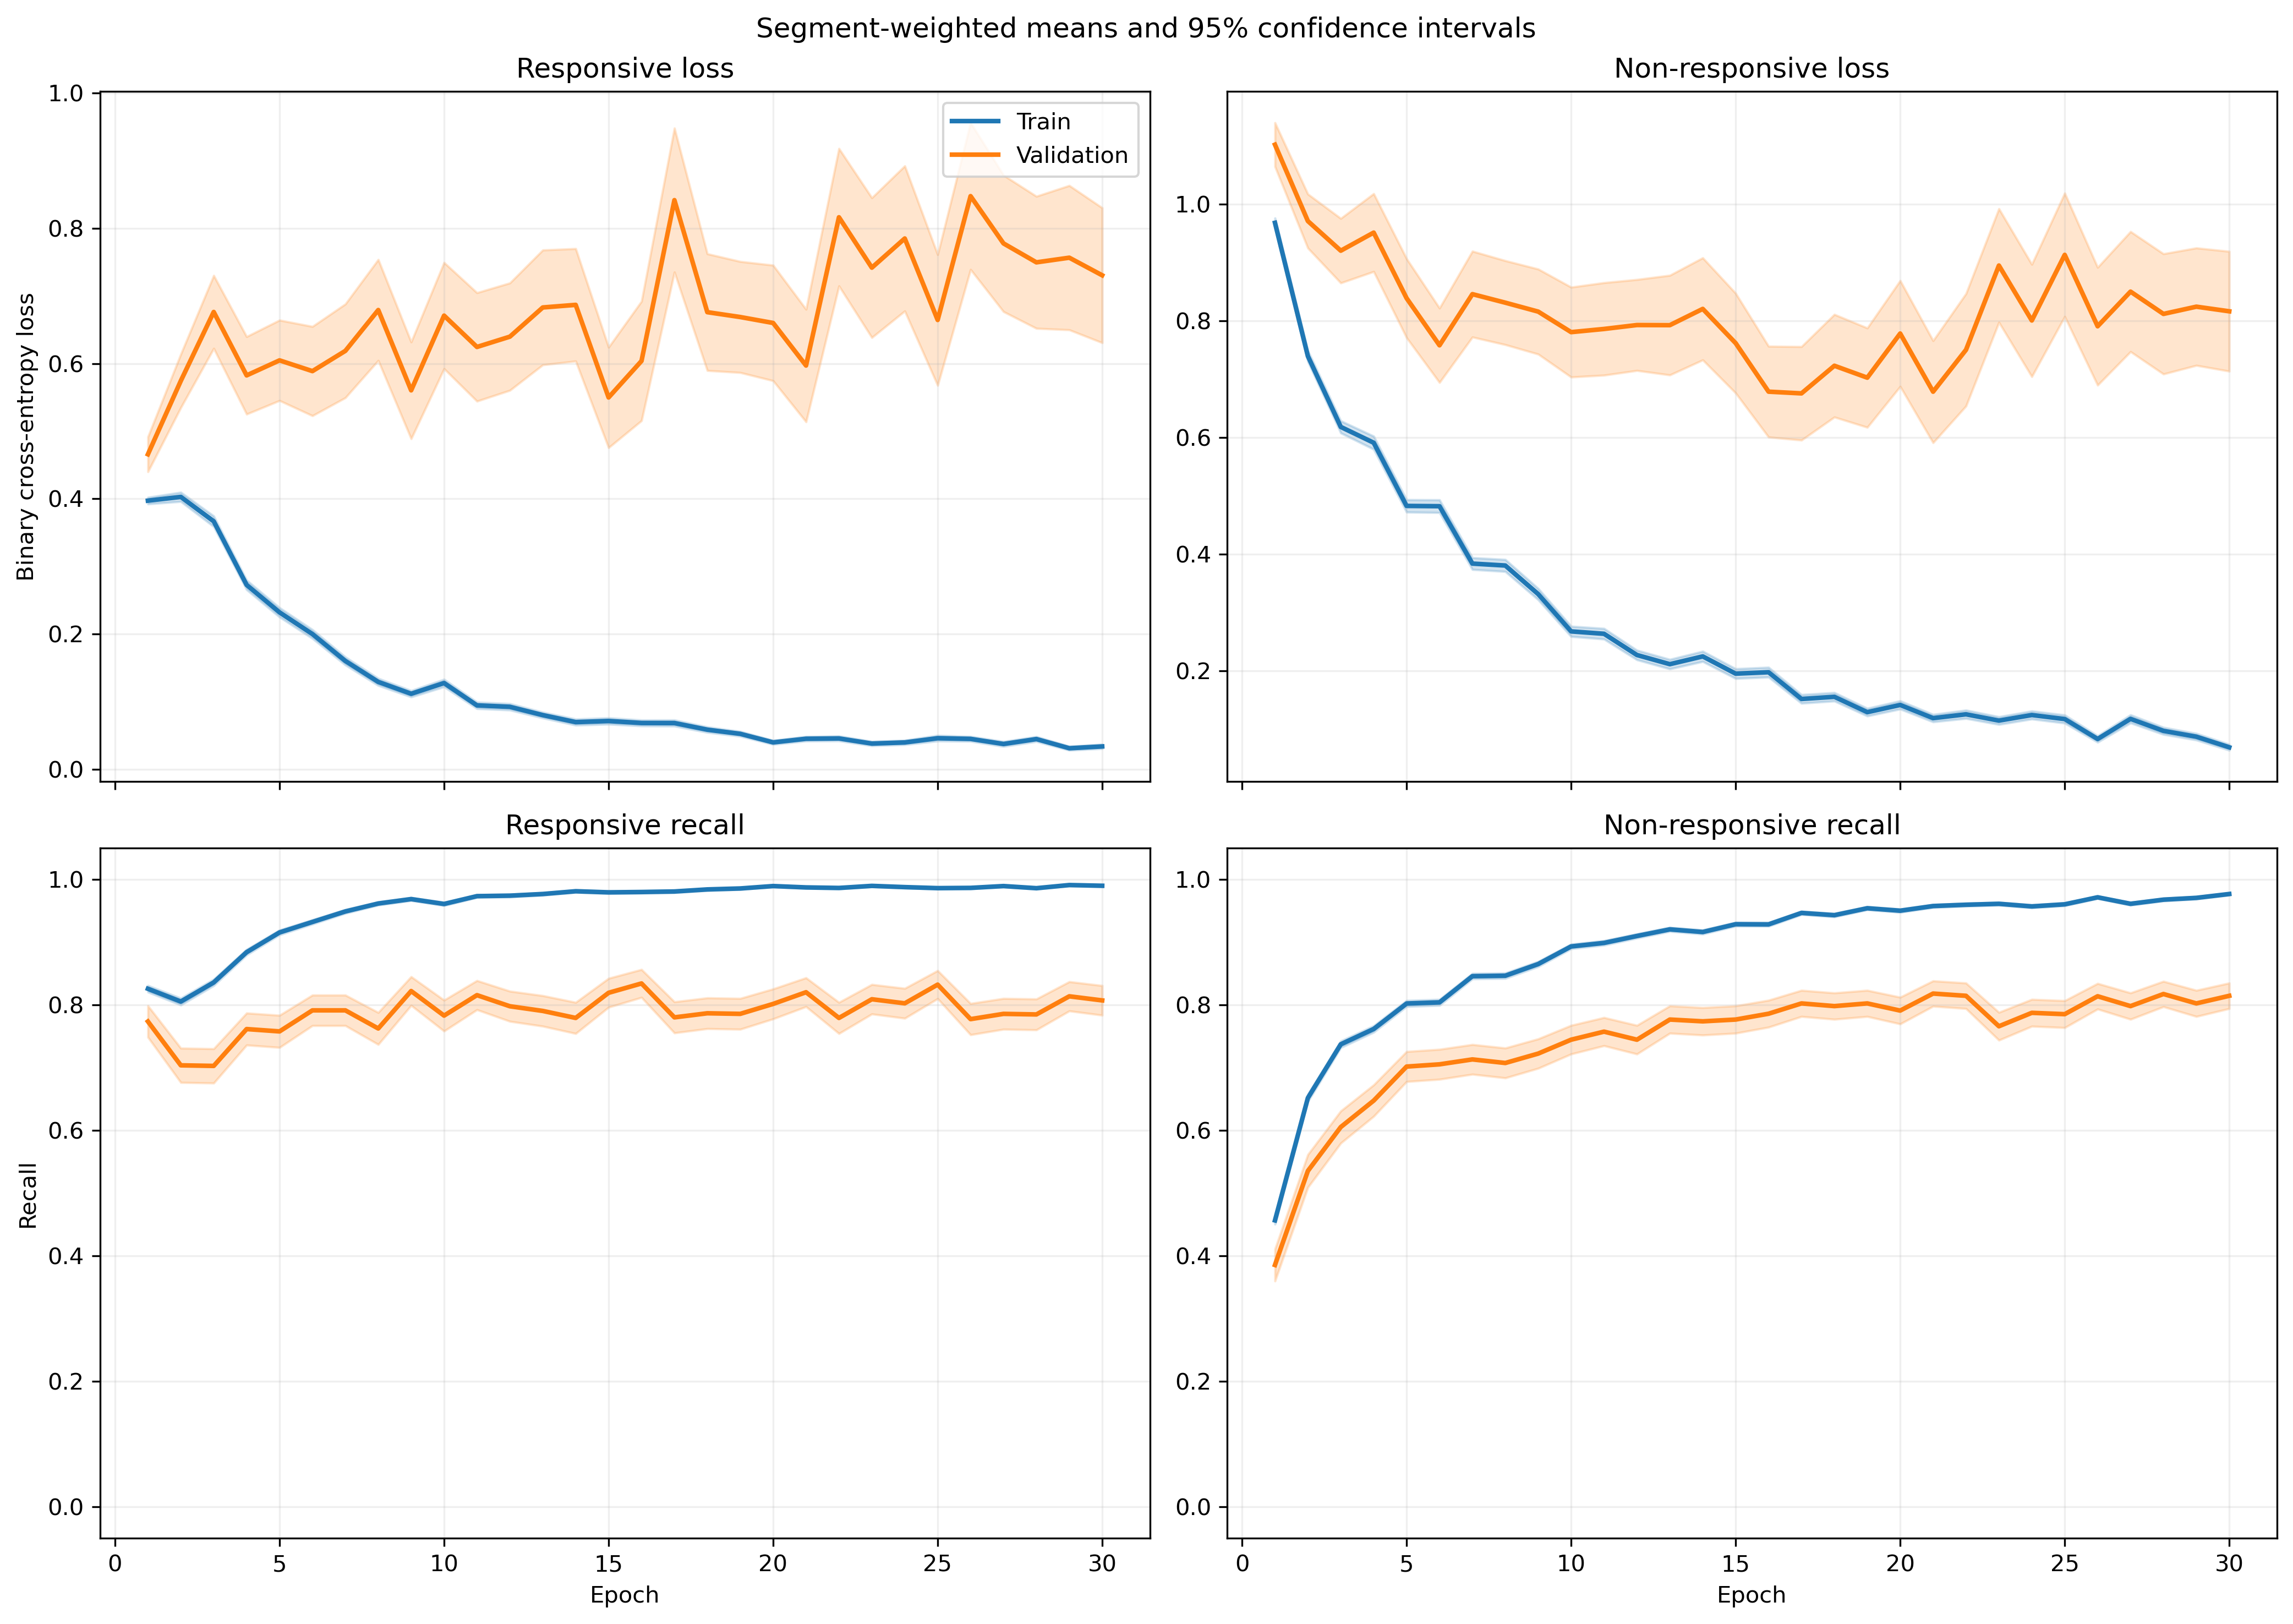 Segment-weighted means and 95% confidence intervals
Responsive loss
Non-responsive loss
Train
Validation
Binary cross-entropy loss
1.0
0.8
0.6
0.4
0.2
0.0
1.0
0.8
0.6
0.4
0.2
Responsive recall
Non-responsive recall
Recall
1.0
0.8
0.6
0.4
0.2
0.0
0 5 10 15 20 25 30
Epoch
1.0
0.8
0.6
0.4
0.2
0.0
0 5 10 15 20 25 30
Epoch